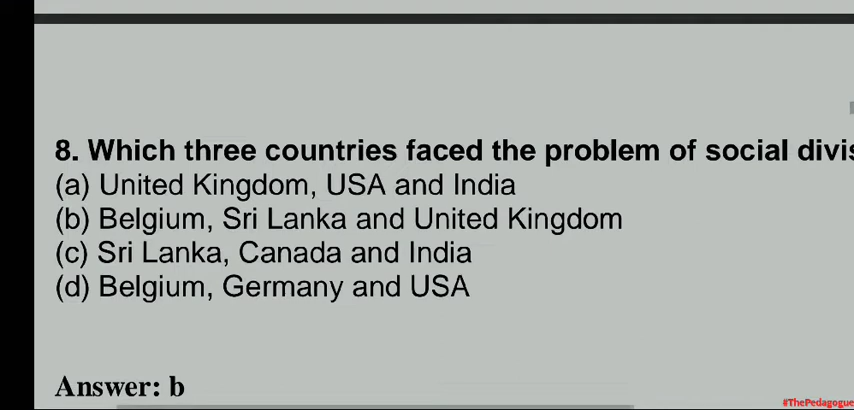 8. Which three countries faced the problem of social
(a) United Kingdom, USA and India
(b) Belgium, Sri Lanka and United Kingdom
(c) Sri Lanka, Canada and India
(d) Belgium, Germany and USA
Answer: b
#ThePedagogue